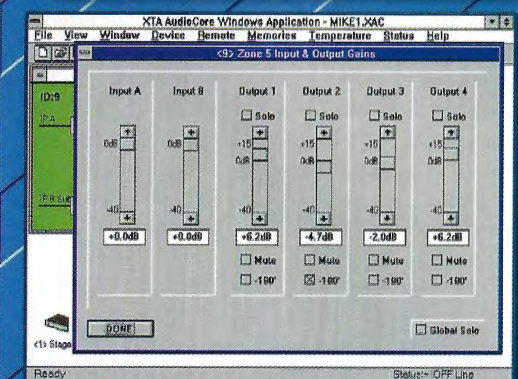 XTA AudioCore Windows Application - MIKE1.XAC
File View Window Device Remote Memories Temperature Status Help
<9> Zone 5 Input & Output Gains
ID:9
Input A Input B Output 1 Output 2 Output 3 Output 4
Solo Solo Solo Solo
0dB 0dB +15 +15 +15 +15
0dB 0dB 0dB 0dB
IP:A
-40 -40 -40 -40 -40 -40
+0.0dB +0.0dB +6.2dB -4.7dB -2.0dB +6.2dB
Mute Mute Mute Mute
-180° -180° -180° -180°
DONE
Global Solo
<1> Stage
Ready
Status:- OFF Line